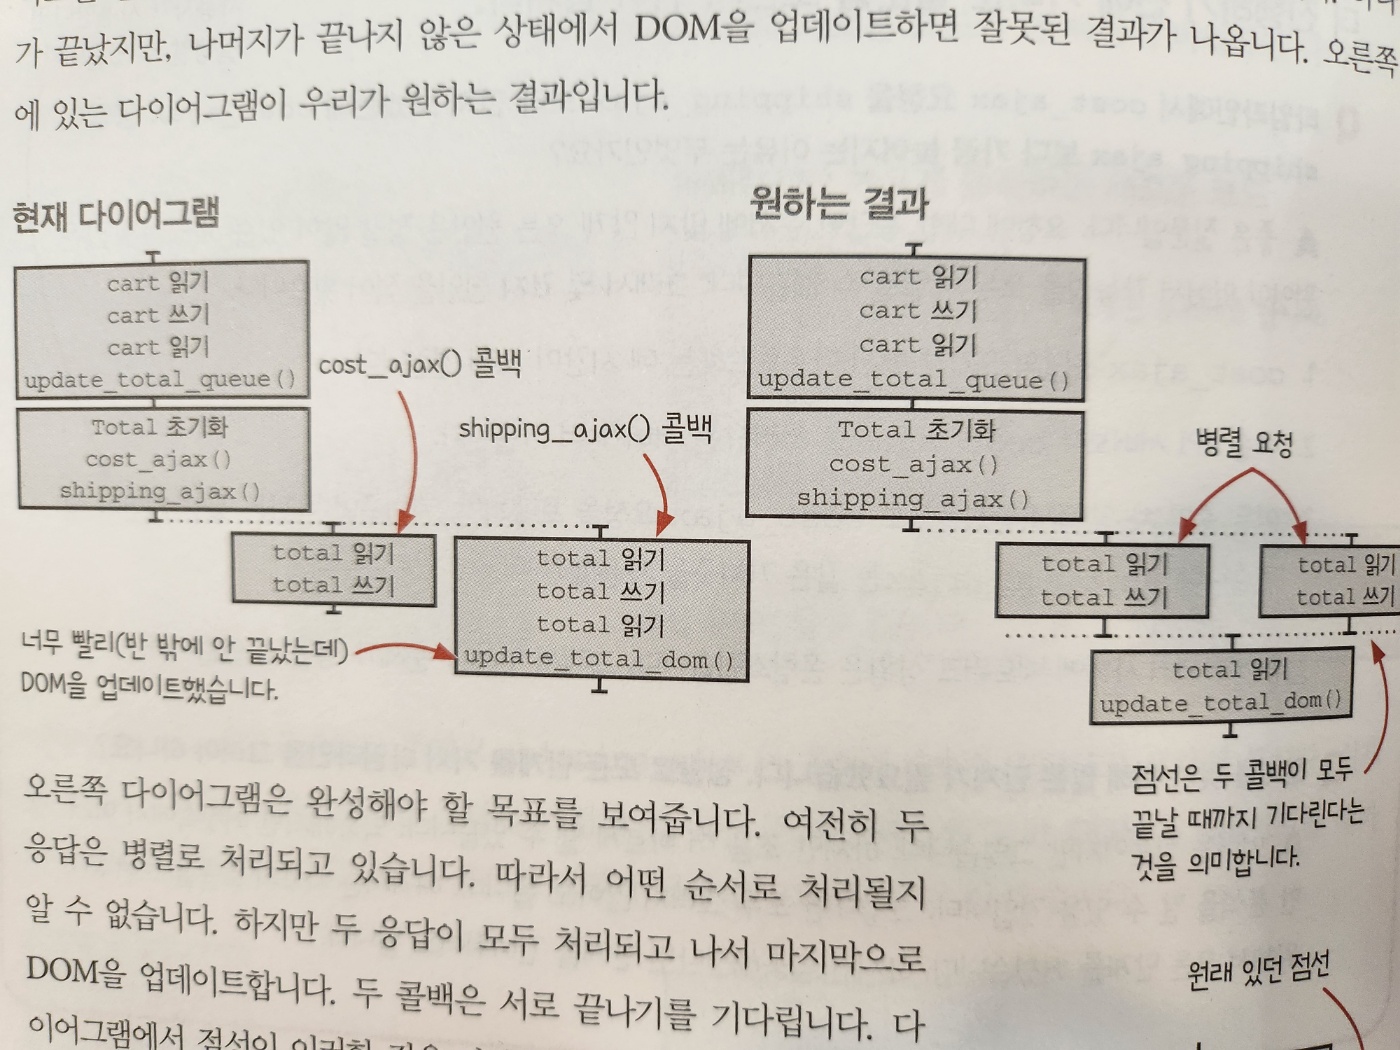 가 끝났지만, 나머지가 끝나지 않은 상태에서 DOM을 업데이트하면 잘못된 결과가 나옵니다. 오른쪽
에 있는 다이어그램이 우리가 원하는 결과입니다.
현재 다이어그램
cart 읽기
cart 쓰기
cart 읽기
update_total_queue()
Total 초기화
cost_ajax()
shipping_ajax()
cost_ajax() 콜백
shipping_ajax() 콜백
total 읽기
total 쓰기
total 읽기
total 쓰기
total 읽기
update_total_dom()
너무 빨리(반 밖에 안 끝났는데)
DOM을 업데이트했습니다.
원하는 결과
cart 읽기
cart 쓰기
cart 읽기
update_total_queue()
Total 초기화
cost_ajax()
shipping_ajax()
병렬 요청
total 읽기
total 쓰기
total 읽기
total 쓰기
total 읽기
update_total_dom()
점선은 두 콜백이 모두
끝날 때까지 기다린다는
것을 의미합니다.
오른쪽 다이어그램은 완성해야 할 목표를 보여줍니다. 여전히 두
응답은 병렬로 처리되고 있습니다. 따라서 어떤 순서로 처리될지
알 수 없습니다. 하지만 두 응답이 모두 처리되고 나서 마지막으로
DOM을 업데이트합니다. 두 콜백은 서로 끝나기를 기다립니다. 다
이어그램에서 점선이
원래 있던 점선